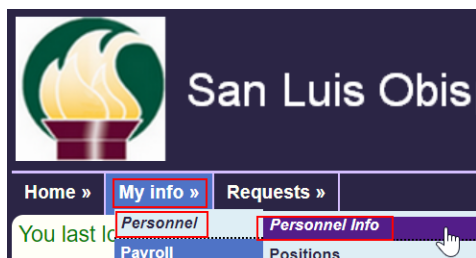 San Luis Obis
Home » My info » Requests »
You last lo
Personnel Personnel Info
Payroll Positions